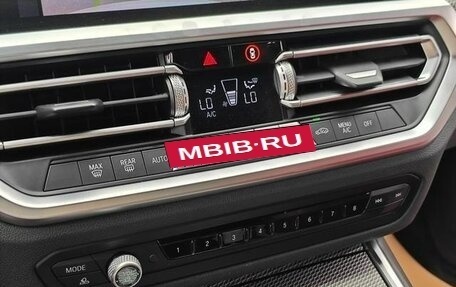 LO LO
A/C
MBIB·RU
MAX REAR AUTO MENU A/C OFF
1 2 3 4 5 6 7 8
MODE